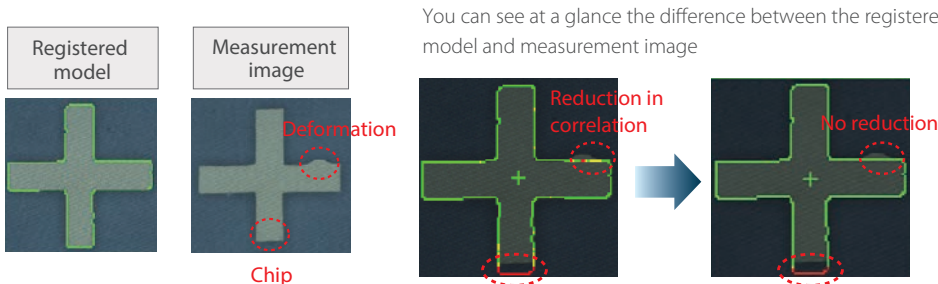 You can see at a glance the difference between the registere
model and measurement image
Registered
model
Measurement
image
Deformation
Chip
Reduction in
correlation
No reduction